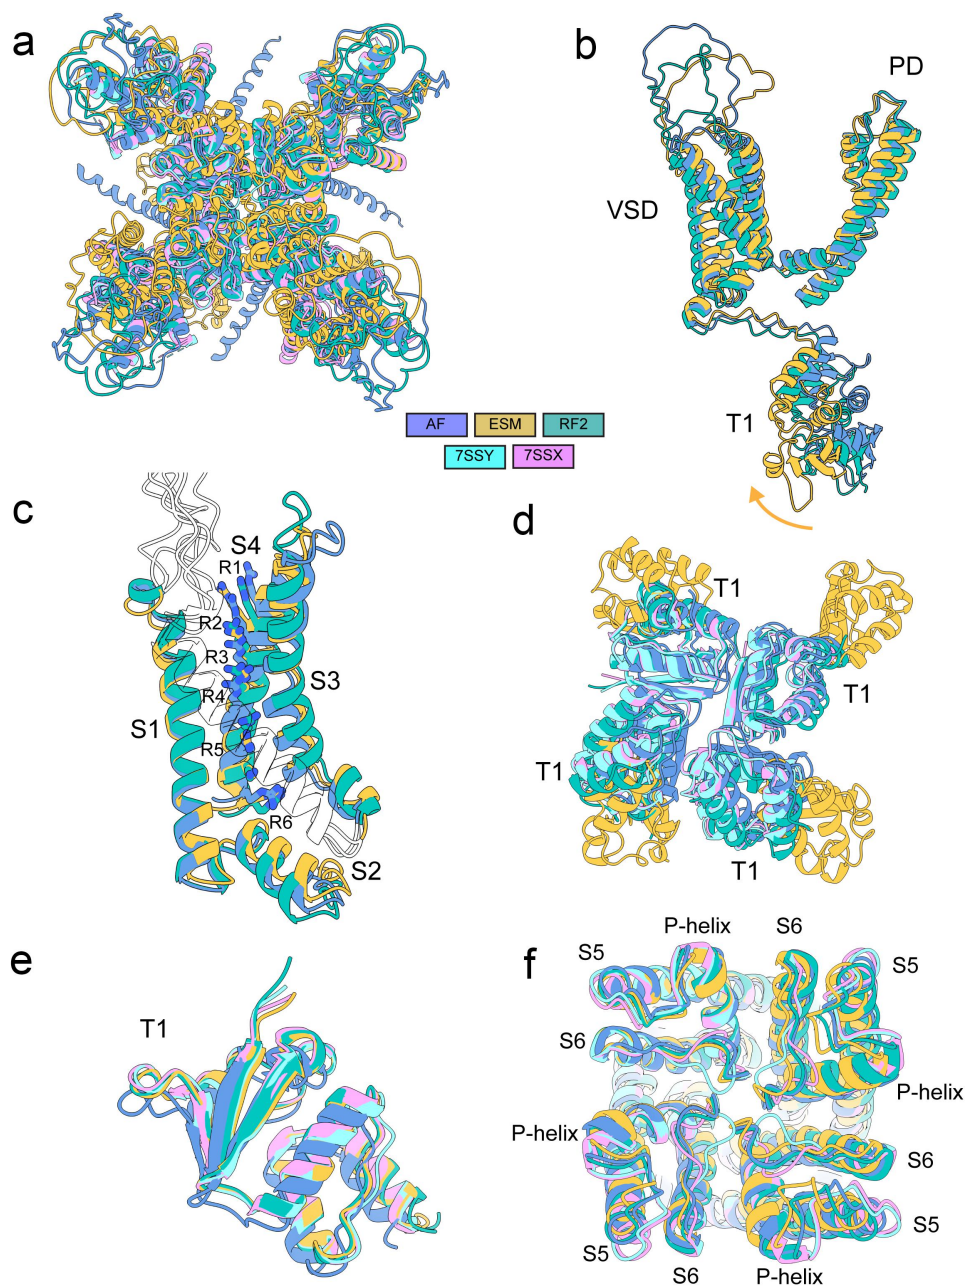 a
b
PD
VSD
T1
AF ESM RF2
7SSY 7SSX
c
S4
R1
R2
R3
R4
S1
S3
R5
R6
S2
d
T1
T1
T1
T1
e
T1
f
P-helix S6
S5 S5
S6
P-helix
P-helix
S6
S5
S5 S6 P-helix